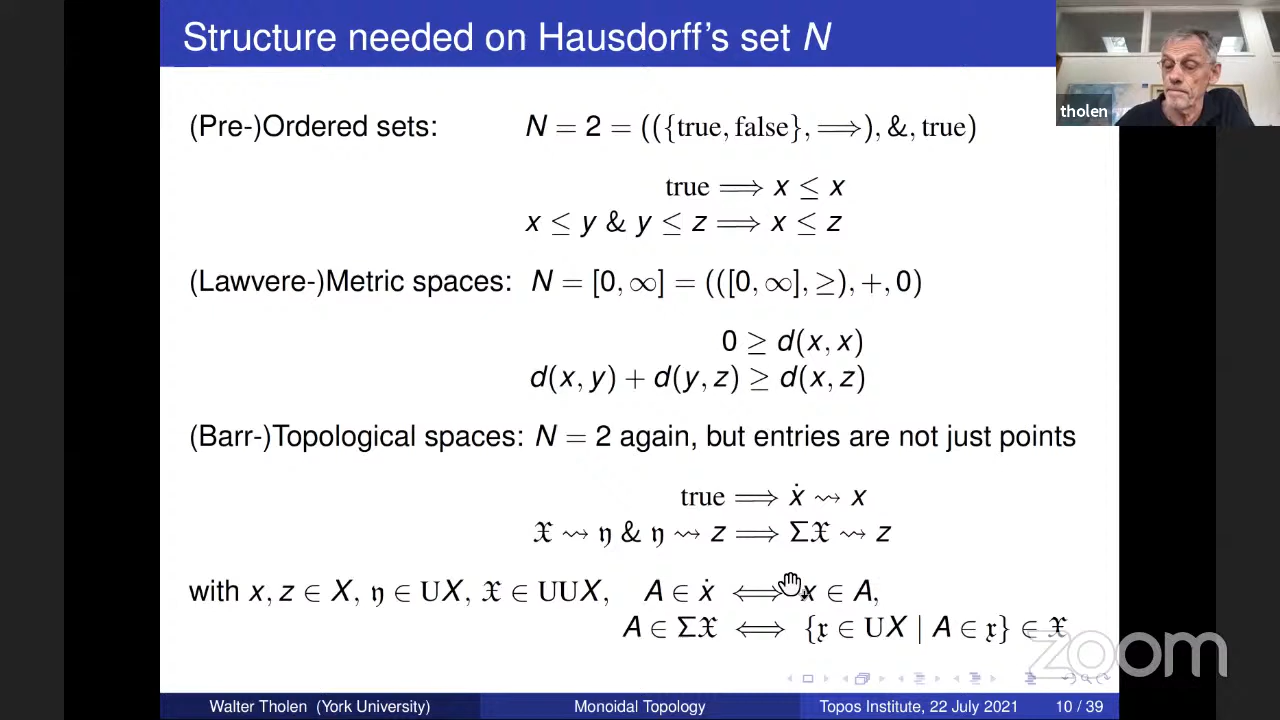 Structure needed on Hausdorff's set N
tholen
(Pre-)Ordered sets: N = 2 = (({true, false}, ⟹), &, true)
true ⟹ x ≤ x
x ≤ y & y ≤ z ⟹ x ≤ z
(Lawvere-)Metric spaces: N = [0, ∞] = (([0, ∞], ≥), +, 0)
0 ≥ d(x, x)
d(x, y) + d(y, z) ≥ d(x, z)
(Barr-)Topological spaces: N = 2 again, but entries are not just points
true ⟹ ẋ ⇝ x
𝔛 ⇝ 𝔶 & 𝔶 ⇝ z ⟹ Σ𝔛 ⇝ z
with x, z ∈ X, 𝔶 ∈ UX, 𝔛 ∈ UUX, A ∈ ẋ ⟺ x ∈ A,
A ∈ Σ𝔛 ⟺ {𝔵 ∈ UX | A ∈ 𝔵} ∈ 𝔛
zoom
Walter Tholen (York University) Monoidal Topology Topos Institute, 22 July 2021 10 / 39